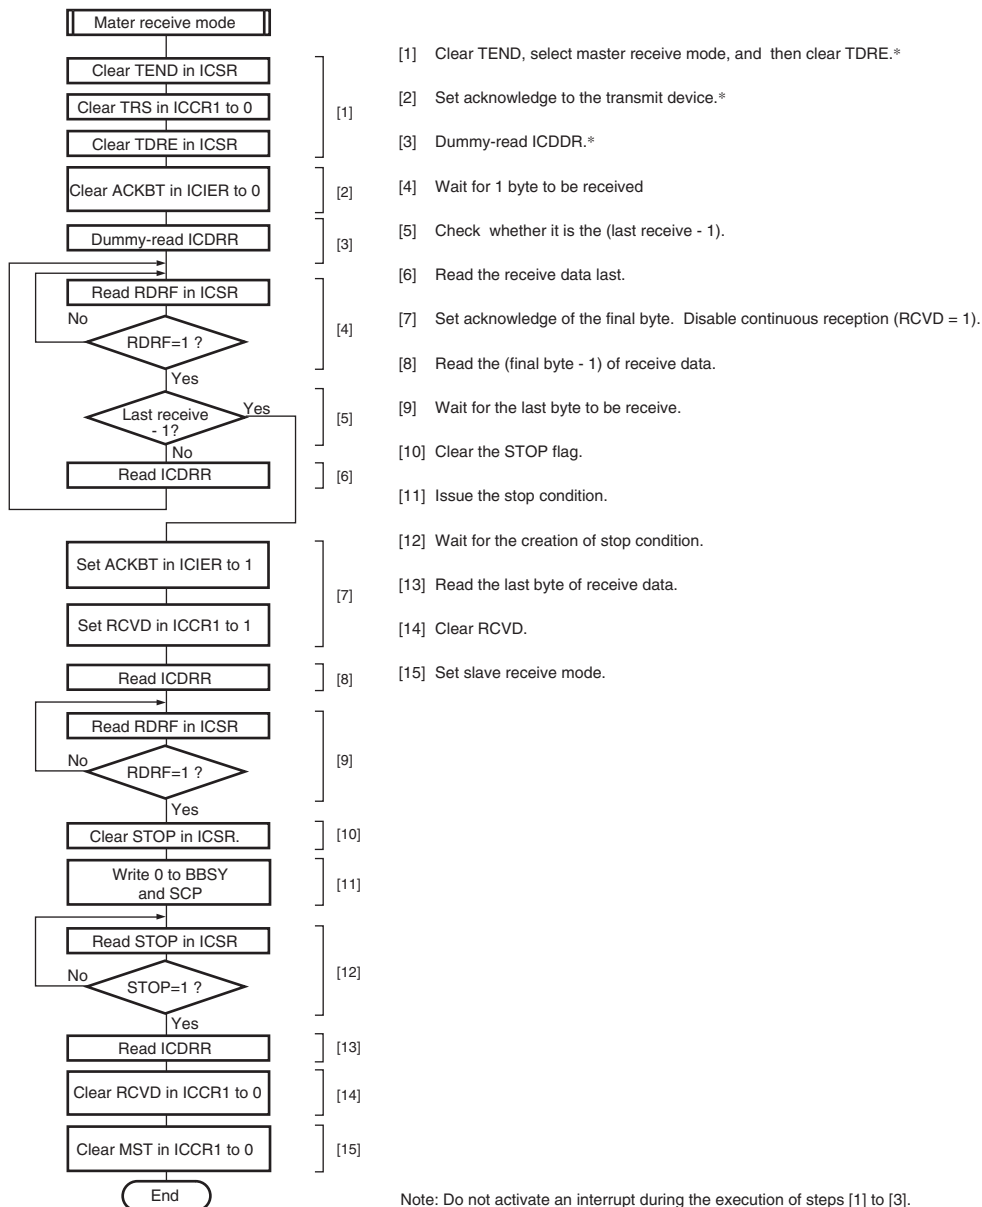 Mater receive mode
Clear TEND in ICSR
Clear TRS in ICCR1 to 0
Clear TDRE in ICSR
[1]
Clear ACKBT in ICIER to 0
[2]
Dummy-read ICDRR
[3]
Read RDRF in ICSR
No
RDRF=1 ?
[4]
Yes
Last receive
- 1?
Yes
[5]
No
Read ICDRR
[6]
Set ACKBT in ICIER to 1
[7]
Set RCVD in ICCR1 to 1
Read ICDRR
[8]
Read RDRF in ICSR
No
RDRF=1 ?
[9]
Yes
Clear STOP in ICSR.
[10]
Write 0 to BBSY
and SCP
[11]
Read STOP in ICSR
No
STOP=1 ?
[12]
Yes
Read ICDRR
[13]
Clear RCVD in ICCR1 to 0
[14]
Clear MST in ICCR1 to 0
[15]
End
[1] Clear TEND, select master receive mode, and then clear TDRE.*
[2] Set acknowledge to the transmit device.*
[3] Dummy-read ICDDR.*
[4] Wait for 1 byte to be received
[5] Check whether it is the (last receive - 1).
[6] Read the receive data last.
[7] Set acknowledge of the final byte. Disable continuous reception (RCVD = 1).
[8] Read the (final byte - 1) of receive data.
[9] Wait for the last byte to be receive.
[10] Clear the STOP flag.
[11] Issue the stop condition.
[12] Wait for the creation of stop condition.
[13] Read the last byte of receive data.
[14] Clear RCVD.
[15] Set slave receive mode.
Note: Do not activate an interrupt during the execution of steps [1] to [3].